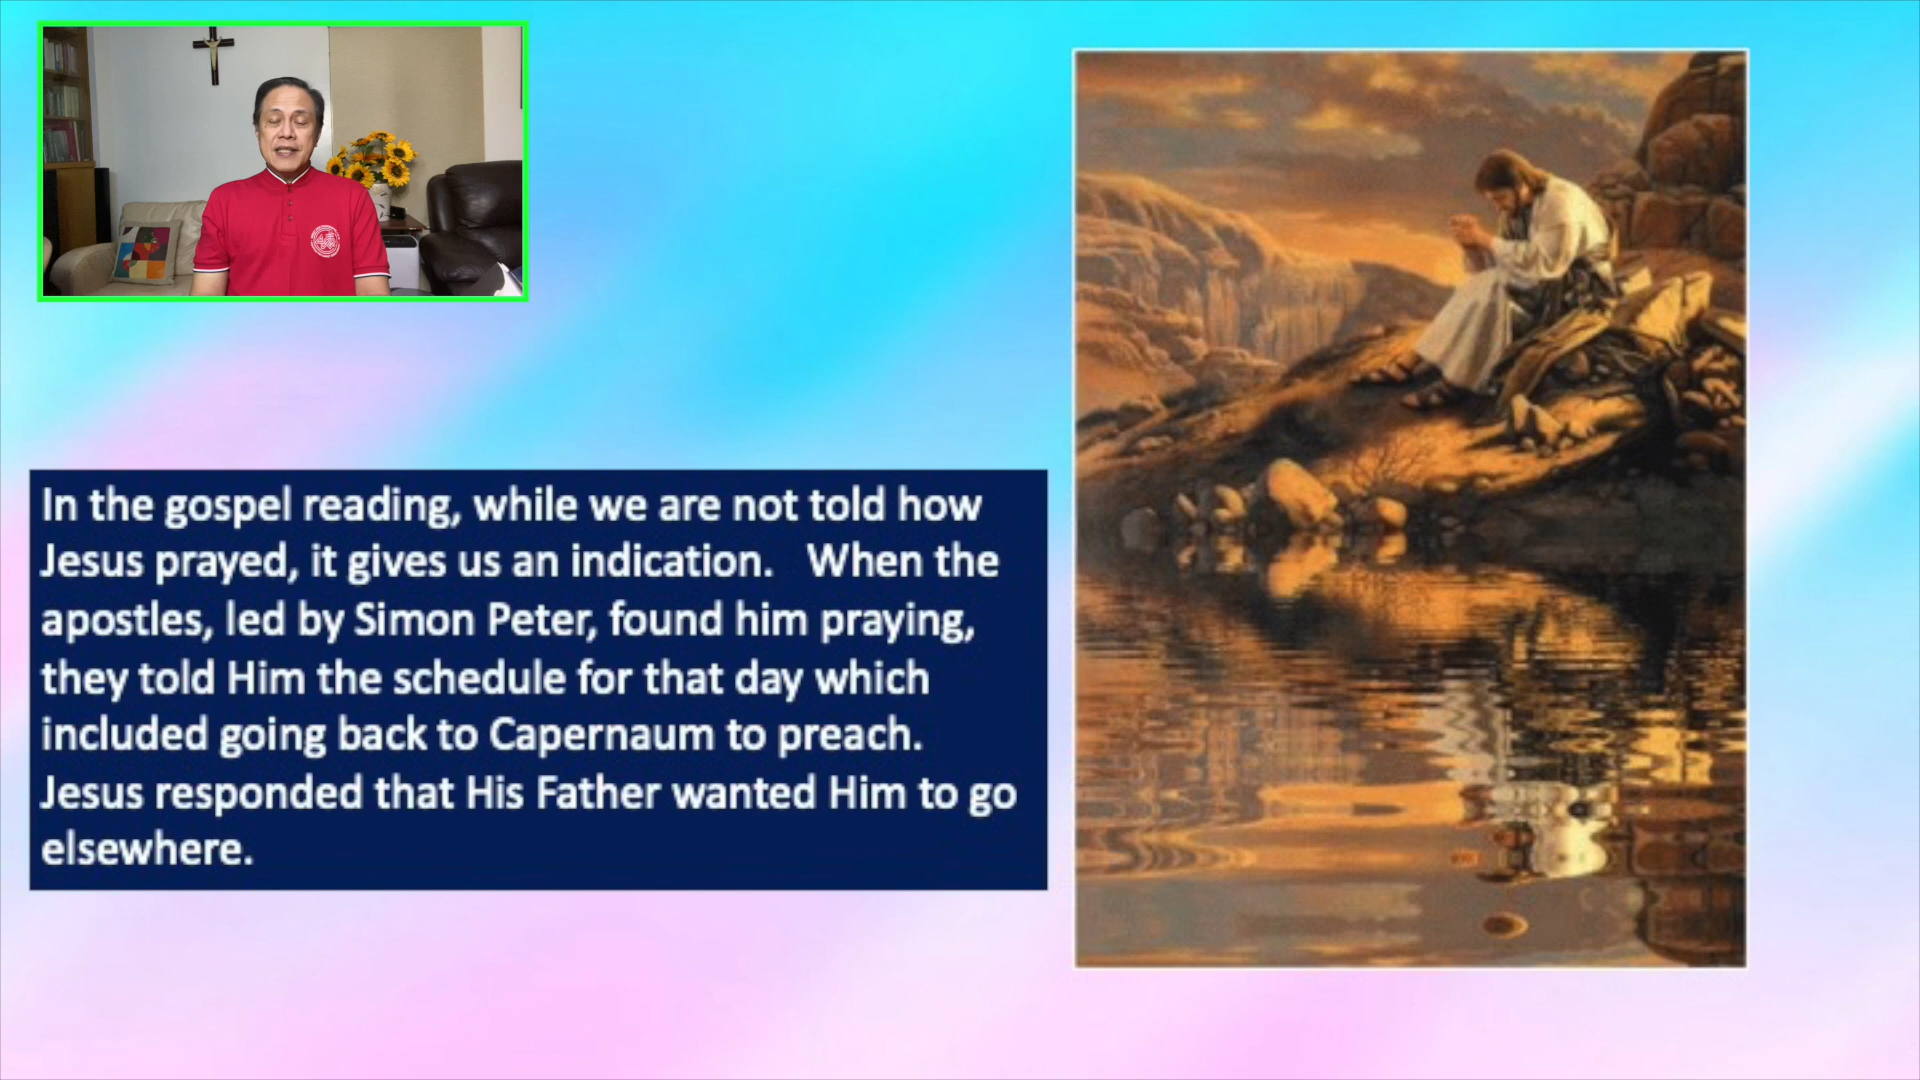 In the gospel reading, while we are not told how
Jesus prayed, it gives us an indication.   When the
apostles, led by Simon Peter, found him praying,
they told Him the schedule for that day which
included going back to Capernaum to preach.
Jesus responded that His Father wanted Him to go
elsewhere.